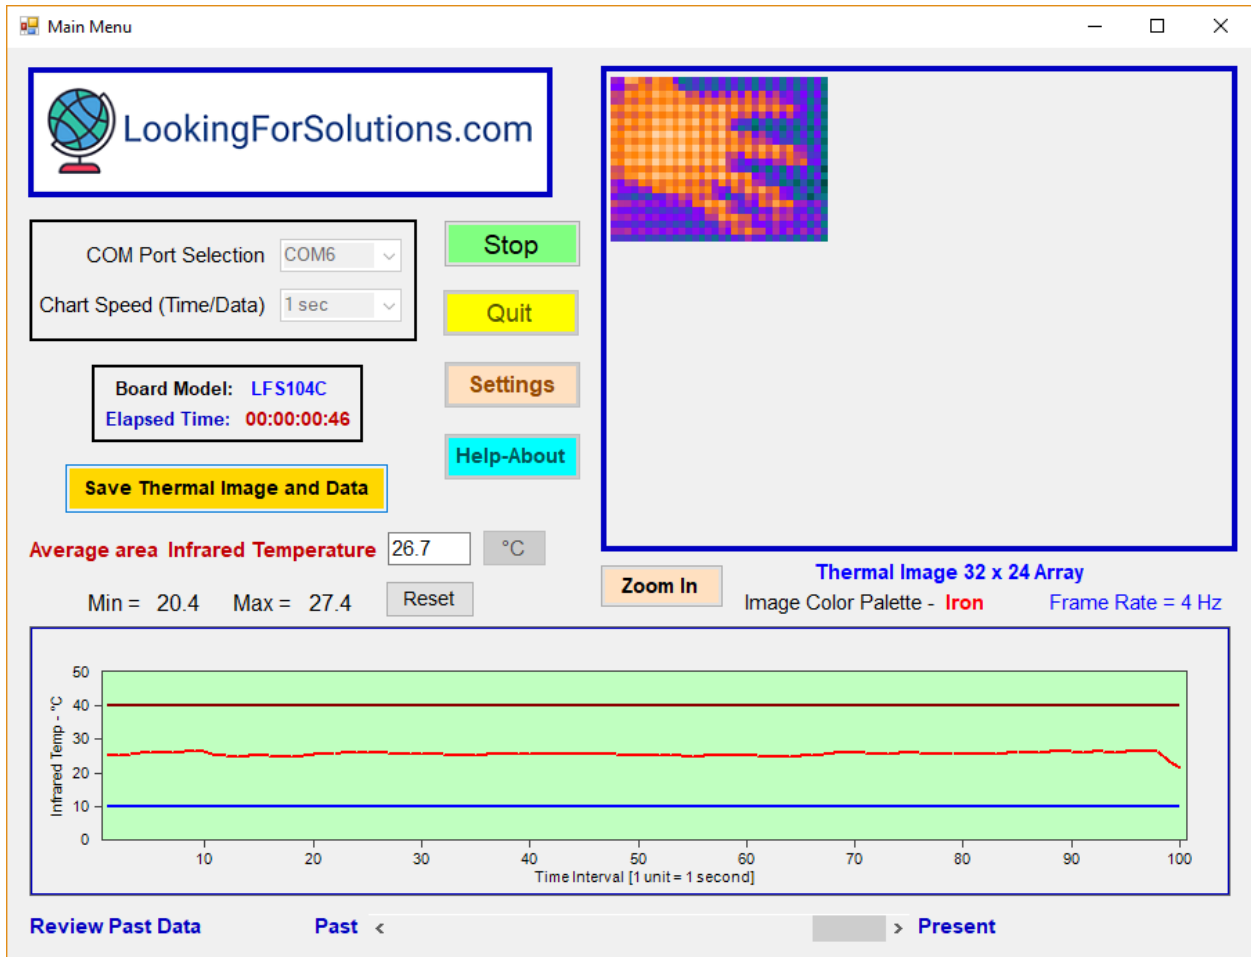 Main Menu
LookingForSolutions.com
COM Port Selection COM6
Chart Speed (Time/Data) 1 sec
Stop
Quit
Settings
Help-About
Board Model: LFS104C
Elapsed Time: 00:00:00:46
Save Thermal Image and Data
Average area Infrared Temperature 26.7 °C
Min = 20.4 Max = 27.4 Reset
Zoom In
Thermal Image 32 x 24 Array
Image Color Palette - Iron Frame Rate = 4 Hz
Infrared Temp - ºC
50
40
30
20
10
0
10 20 30 40 50 60 70 80 90 100
Time Interval [1 unit = 1 second]
Review Past Data Past < > Present